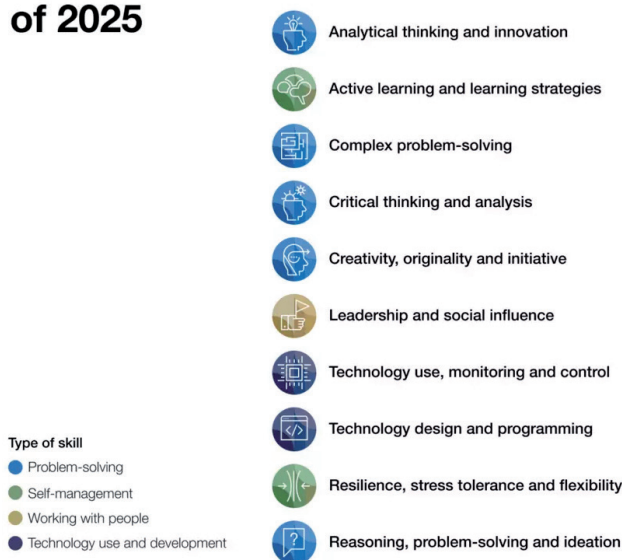 of 2025
Analytical thinking and innovation
Active learning and learning strategies
Complex problem-solving
Critical thinking and analysis
Creativity, originality and initiative
Leadership and social influence
Technology use, monitoring and control
Technology design and programming
Resilience, stress tolerance and flexibility
Reasoning, problem-solving and ideation
Type of skill
Problem-solving
Self-management
Working with people
Technology use and development